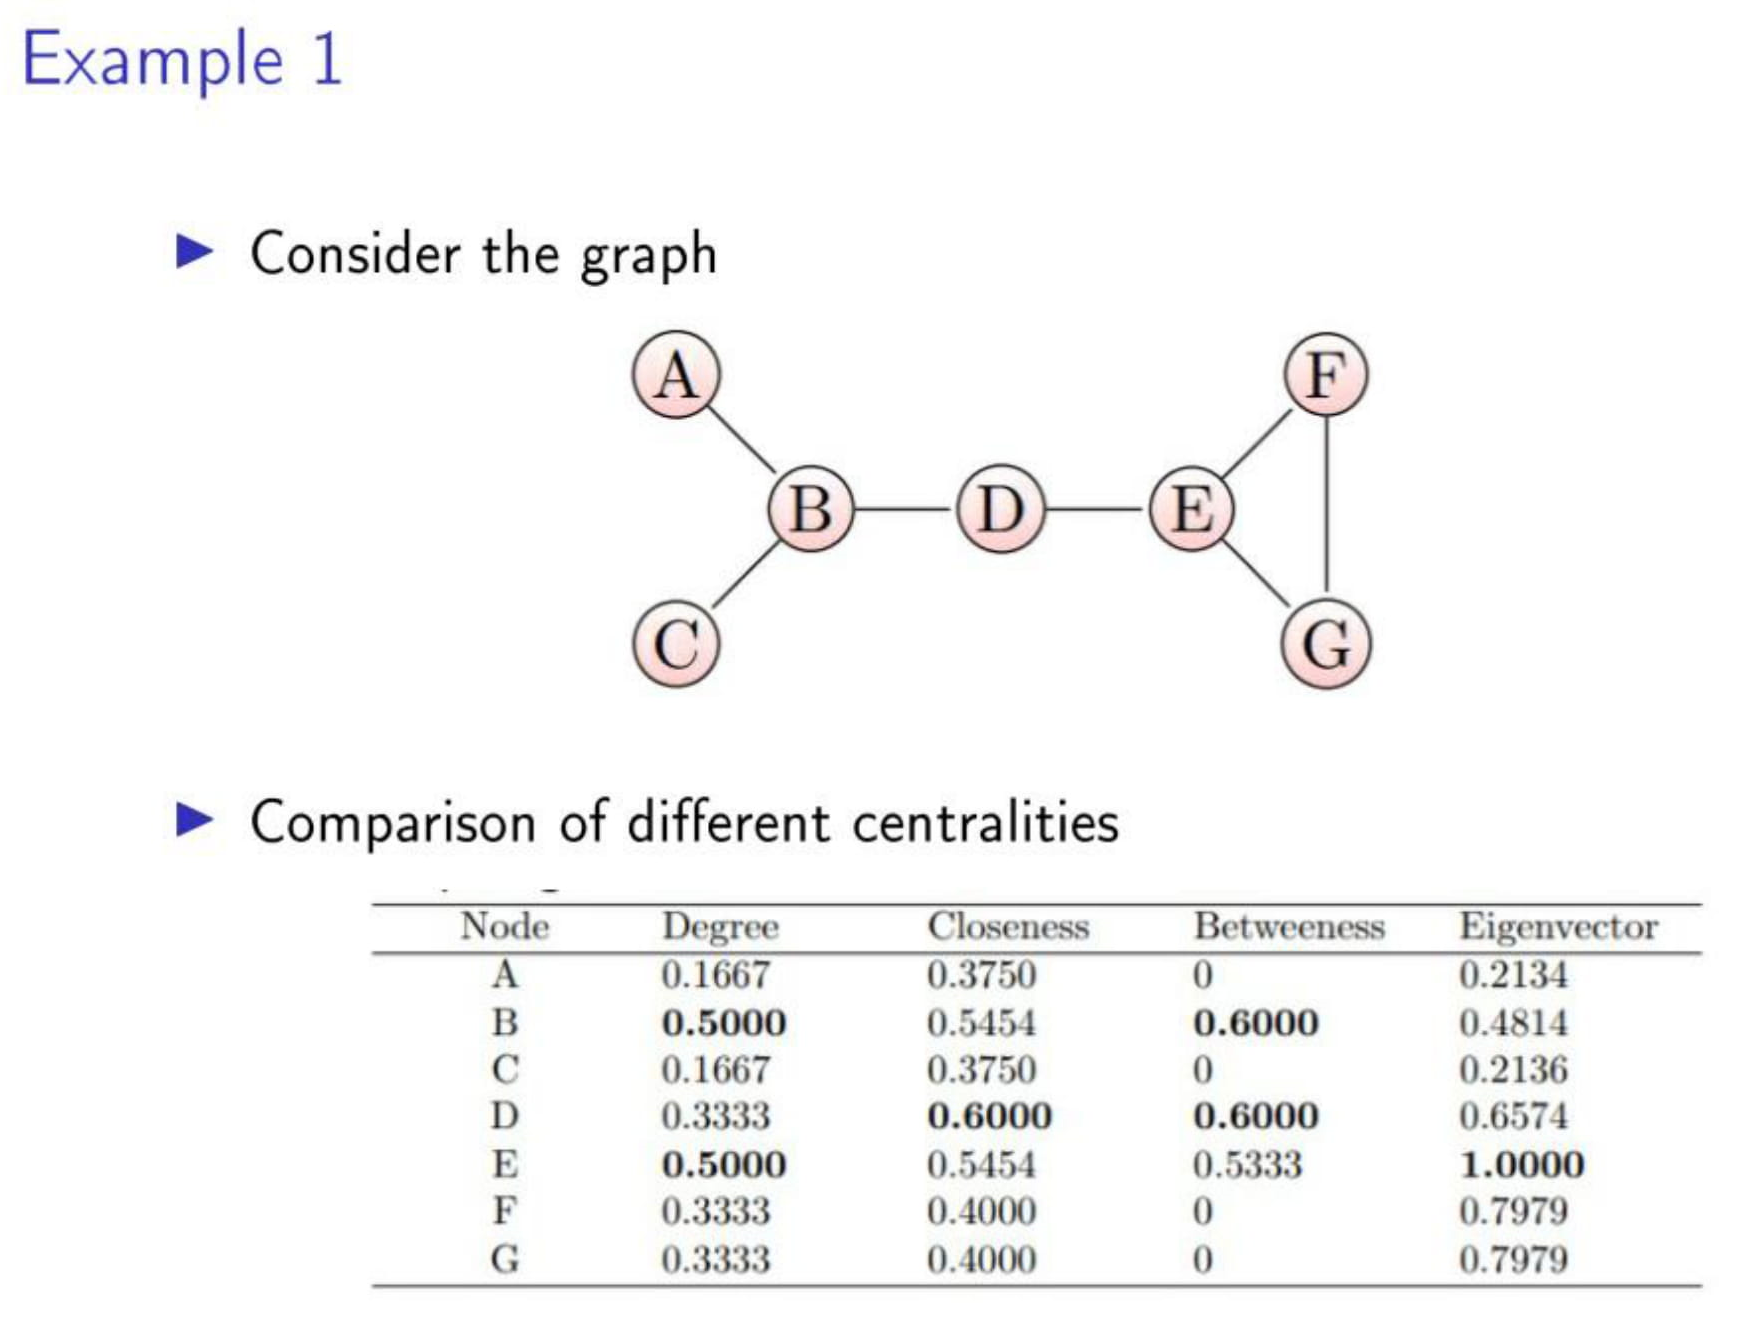 Example 1
Consider the graph
A F
B D E
C G
Comparison of different centralities
Node Degree Closeness Betweeness Eigenvector
A 0.1667 0.3750 0 0.2134
B 0.5000 0.5454 0.6000 0.4814
C 0.1667 0.3750 0 0.2136
D 0.3333 0.6000 0.6000 0.6574
E 0.5000 0.5454 0.5333 1.0000
F 0.3333 0.4000 0 0.7979
G 0.3333 0.4000 0 0.7979